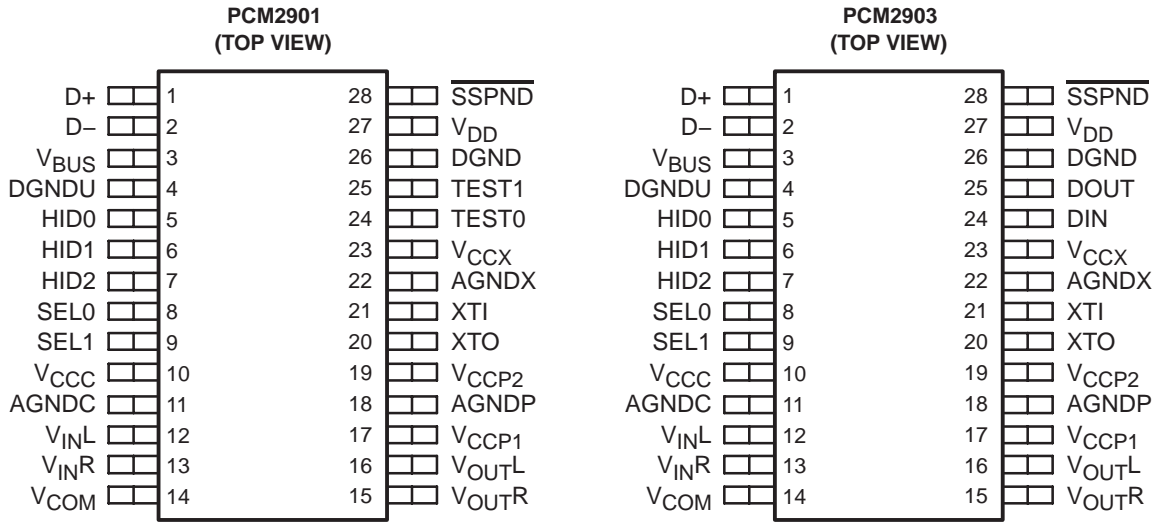 PCM2901
(TOP VIEW)
D+ 1 28 S̅S̅P̅N̅D̅
D– 2 27 VDD
VBUS 3 26 DGND
DGNDU 4 25 TEST1
HID0 5 24 TEST0
HID1 6 23 VCCX
HID2 7 22 AGNDX
SEL0 8 21 XTI
SEL1 9 20 XTO
VCCC 10 19 VCCP2
AGNDC 11 18 AGNDP
VINL 12 17 VCCP1
VINR 13 16 VOUTL
VCOM 14 15 VOUTR
PCM2903
(TOP VIEW)
D+ 1 28 S̅S̅P̅N̅D̅
D– 2 27 VDD
VBUS 3 26 DGND
DGNDU 4 25 DOUT
HID0 5 24 DIN
HID1 6 23 VCCX
HID2 7 22 AGNDX
SEL0 8 21 XTI
SEL1 9 20 XTO
VCCC 10 19 VCCP2
AGNDC 11 18 AGNDP
VINL 12 17 VCCP1
VINR 13 16 VOUTL
VCOM 14 15 VOUTR